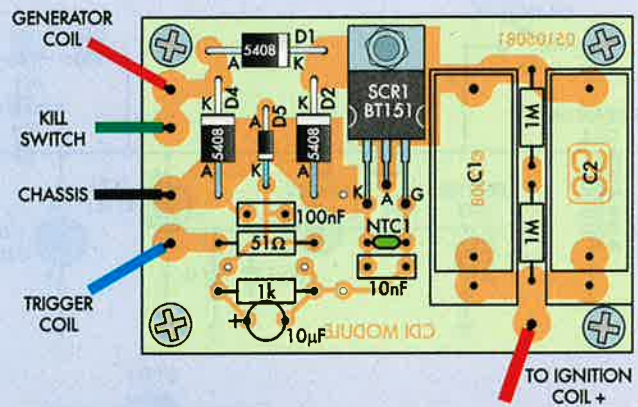 GENERATOR
COIL
KILL
SWITCH
CHASSIS
TRIGGER
COIL
5408
D1
A
K
K
D4
5408
A
A
D5
K
K
D2
5408
A
SCR1
BT151
K
A
G
100nF
51Ω
1k
+
10µF
NTC1
10nF
C1
1M
1M
C2
05105081
CDI MODULE
TO IGNITION
COIL +